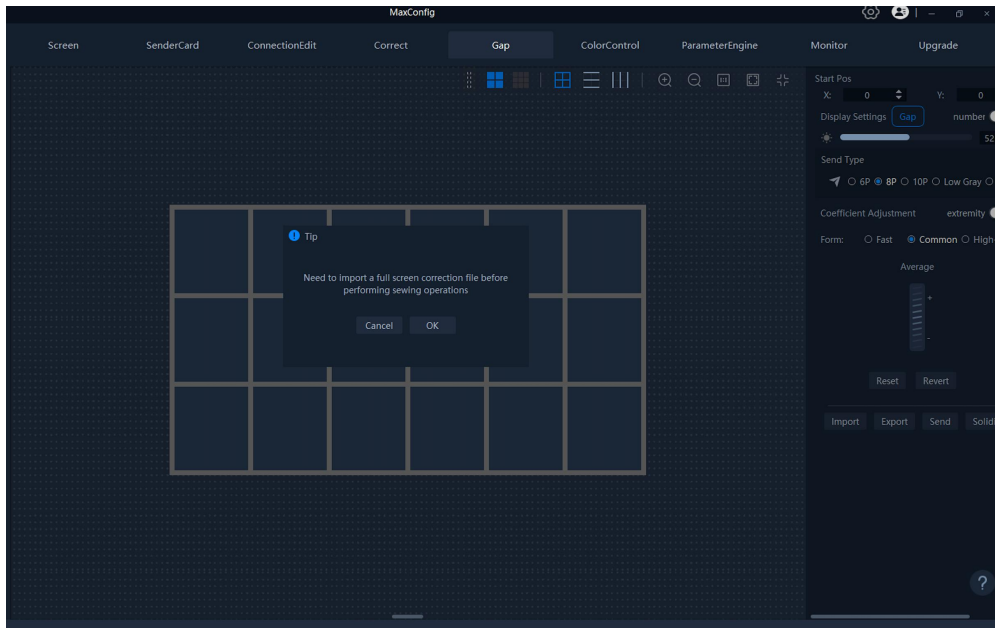 MaxConfig
Screen SenderCard ConnectionEdit Correct Gap ColorControl ParameterEngine Monitor Upgrade
Start Pos
X: 0 Y: 0
Display Settings Gap number
52
Send Type
6P 8P 10P Low Gray
Coefficient Adjustment extremity
Form: Fast Common High
Average
+
-
Reset Revert
Import Export Send Solid
Tip
Need to import a full screen correction file before
performing sewing operations
Cancel OK
?